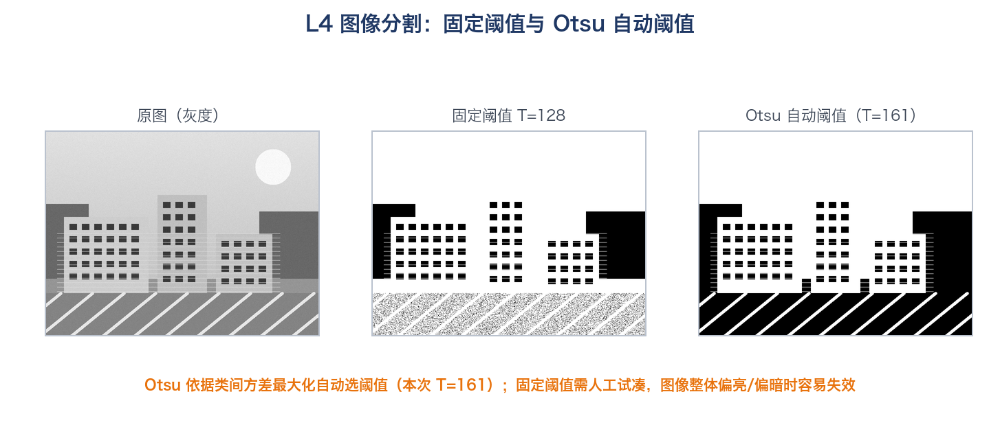 L4 图像分割：固定阈值与 Otsu 自动阈值
原图（灰度）
固定阈值 T=128
Otsu 自动阈值（T=161）
Otsu 依据类间方差最大化自动选阈值（本次 T=161）；固定阈值需人工试凑，图像整体偏亮/偏暗时容易失效